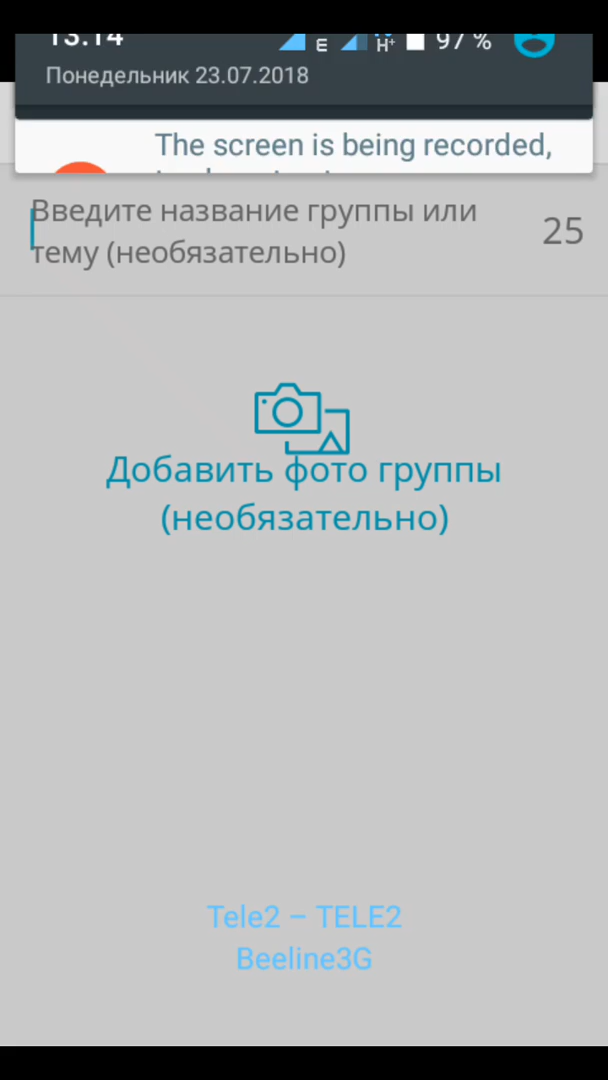 13:14 E H+ 97 %
Понедельник 23.07.2018
The screen is being recorded,
Введите название группы или
тему (необязательно)
25
Добавить фото группы
(необязательно)
Tele2 – TELE2
Beeline3G